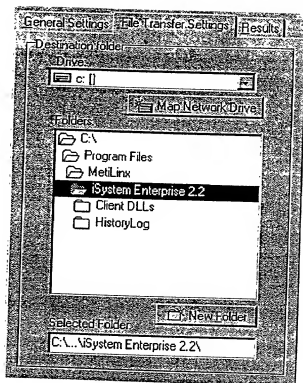 General Settings File Transfer Settings Results
Destination folder
Drive:
c: []
Map Network Drive
Folders:
C:\
Program Files
MetiLinx
iSystem Enterprise 2.2
Client DLLs
HistoryLog
New Folder
Selected Folder:
C:\...\iSystem Enterprise 2.2\